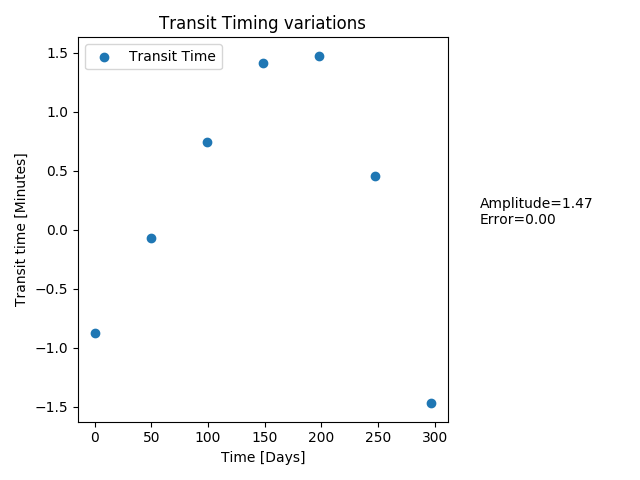 Transit Timing variations
Transit Time
1.5
1.0
0.5
0.0
−0.5
−1.0
−1.5
Transit time [Minutes]
0 50 100 150 200 250 300
Time [Days]
Amplitude=1.47
Error=0.00